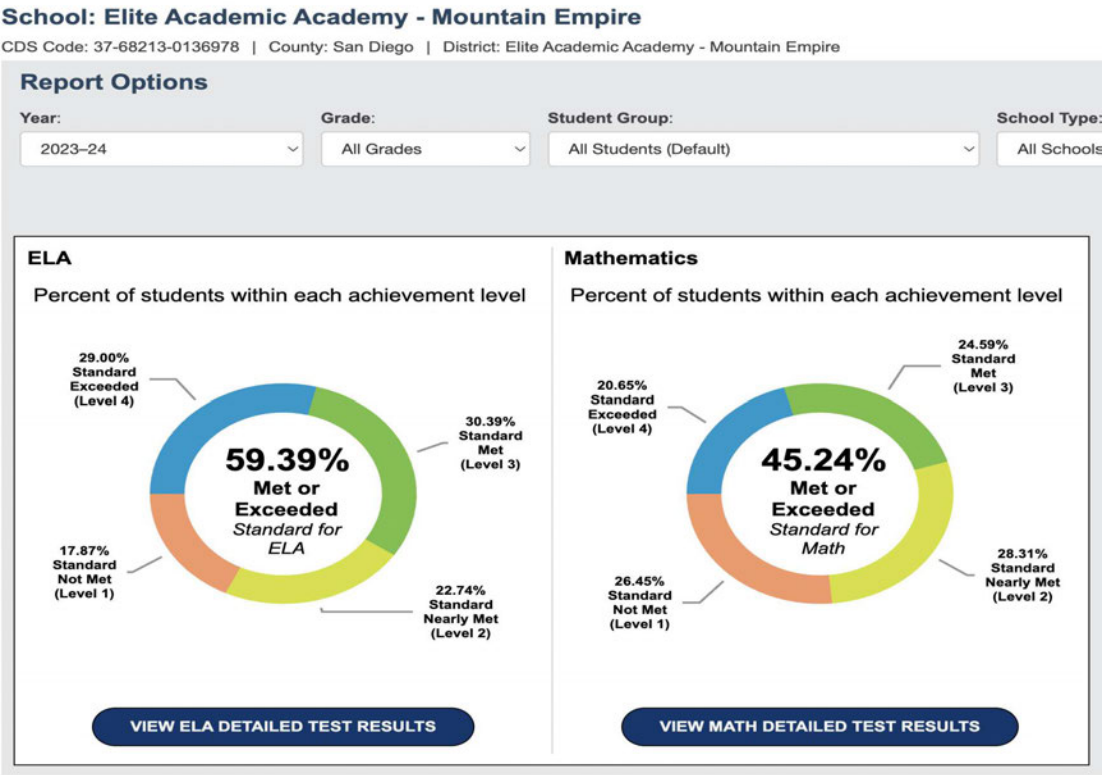 School: Elite Academic Academy - Mountain Empire
CDS Code: 37-68213-0136978 | County: San Diego | District: Elite Academic Academy - Mountain Empire
Report Options
Year:
Grade:
Student Group:
School Type:
2023–24
All Grades
All Students (Default)
All Schools
ELA
Percent of students within each achievement level
29.00%
Standard
Exceeded
(Level 4)
30.39%
Standard
Met
(Level 3)
59.39%
Met or
Exceeded
Standard for
ELA
17.87%
Standard
Not Met
(Level 1)
22.74%
Standard
Nearly Met
(Level 2)
VIEW ELA DETAILED TEST RESULTS
Mathematics
Percent of students within each achievement level
24.59%
Standard
Met
(Level 3)
20.65%
Standard
Exceeded
(Level 4)
45.24%
Met or
Exceeded
Standard for
Math
28.31%
Standard
Nearly Met
(Level 2)
26.45%
Standard
Not Met
(Level 1)
VIEW MATH DETAILED TEST RESULTS